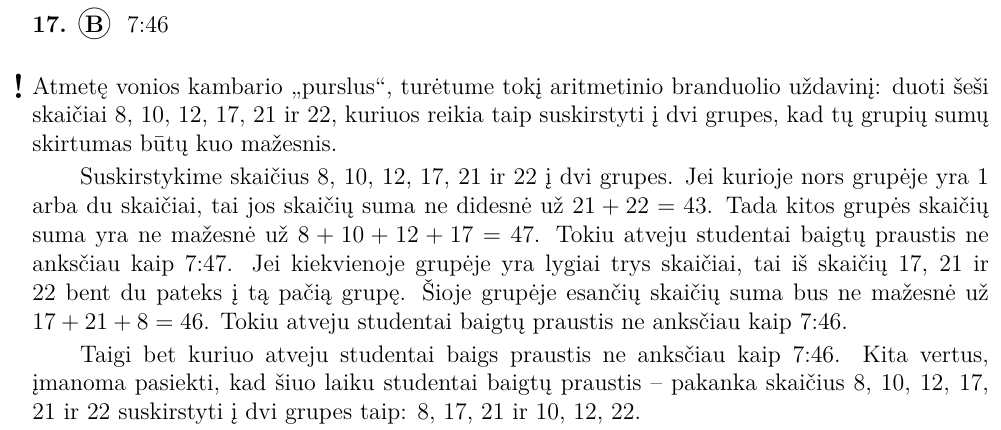 17. B 7:46
! Atmetę vonios kambario „purslus“, turėtume tokį aritmetinio branduolio uždavinį: duoti šeši
skaičiai 8, 10, 12, 17, 21 ir 22, kuriuos reikia taip suskirstyti į dvi grupes, kad tų grupių sumų
skirtumas būtų kuo mažesnis.
Suskirstykime skaičius 8, 10, 12, 17, 21 ir 22 į dvi grupes. Jei kurioje nors grupėje yra 1
arba du skaičiai, tai jos skaičių suma ne didesnė už 21 + 22 = 43. Tada kitos grupės skaičių
suma yra ne mažesnė už 8 + 10 + 12 + 17 = 47. Tokiu atveju studentai baigtų praustis ne
anksčiau kaip 7:47. Jei kiekvienoje grupėje yra lygiai trys skaičiai, tai iš skaičių 17, 21 ir
22 bent du pateks į tą pačią grupę. Šioje grupėje esančių skaičių suma bus ne mažesnė už
17 + 21 + 8 = 46. Tokiu atveju studentai baigtų praustis ne anksčiau kaip 7:46.
Taigi bet kuriuo atveju studentai baigs praustis ne anksčiau kaip 7:46. Kita vertus,
įmanoma pasiekti, kad šiuo laiku studentai baigtų praustis – pakanka skaičius 8, 10, 12, 17,
21 ir 22 suskirstyti į dvi grupes taip: 8, 17, 21 ir 10, 12, 22.